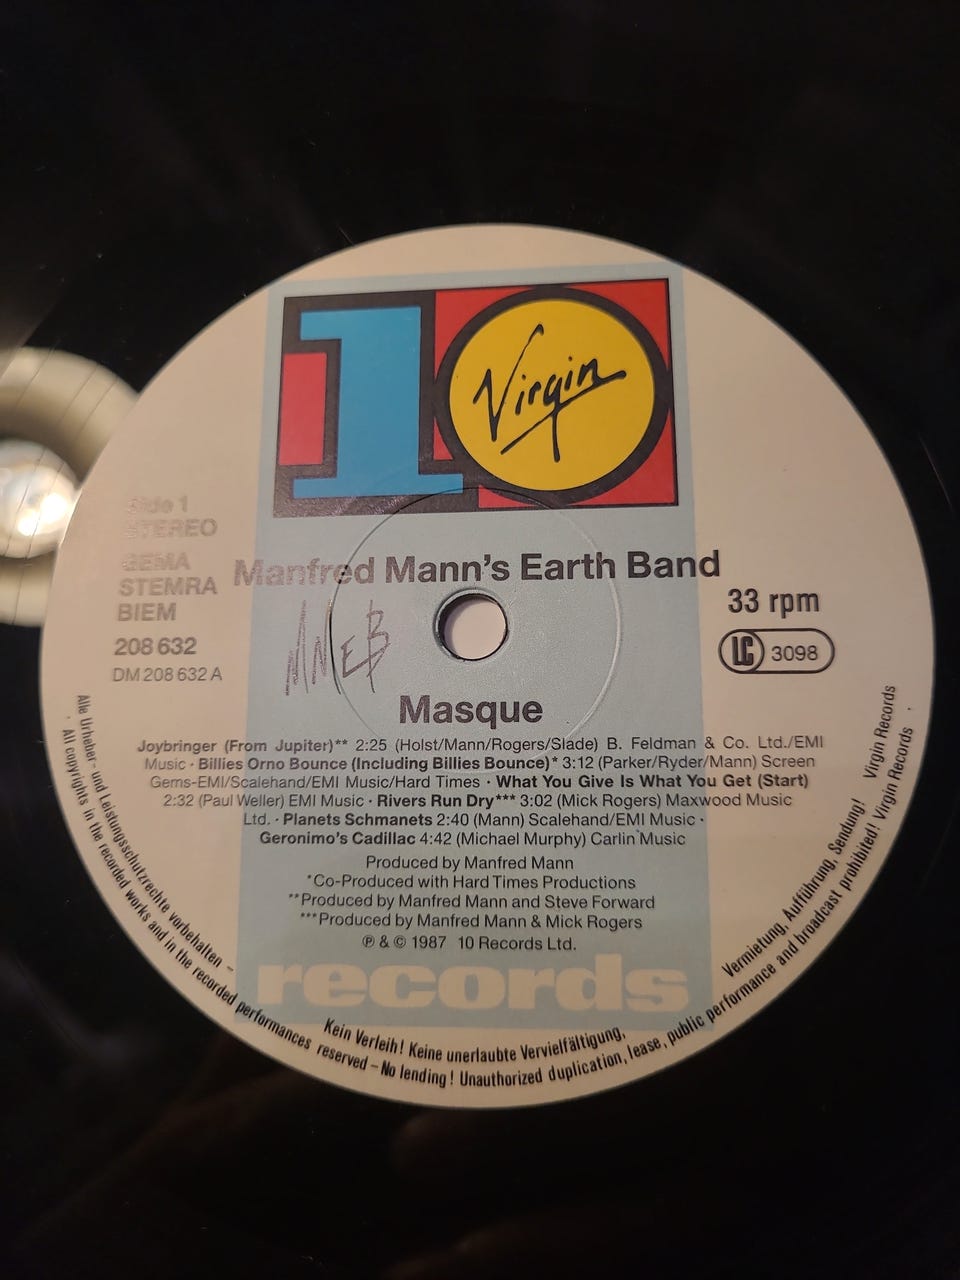 10
Virgin
Side 1
STEREO
GEMA
STEMRA
BIEM
208 632
DM 208 632 A
Manfred Mann's Earth Band
33 rpm
LC 3098
MEB
Masque
Joybringer (From Jupiter)** 2:25 (Holst/Mann/Rogers/Slade) B. Feldman & Co. Ltd./EMI
Music · Billies Orno Bounce (Including Billies Bounce)* 3:12 (Parker/Ryder/Mann) Screen
Gems-EMI/Scalehand/EMI Music/Hard Times · What You Give Is What You Get (Start)
2:32 (Paul Weller) EMI Music · Rivers Run Dry*** 3:02 (Mick Rogers) Maxwood Music
Ltd. · Planets Schmanets 2:40 (Mann) Scalehand/EMI Music ·
Geronimo's Cadillac 4:42 (Michael Murphy) Carlin Music
Produced by Manfred Mann
*Co-Produced with Hard Times Productions
**Produced by Manfred Mann and Steve Forward
***Produced by Manfred Mann & Mick Rogers
℗ & © 1987 10 Records Ltd.
records
Alle Urheber- und Leistungsschutzrechte vorbehalten – Kein Verleih! Keine unerlaubte Vervielfältigung, Vermietung, Aufführung, Sendung! Virgin Records
· All copyrights in the recorded works and in the recorded performances reserved – No lending! Unauthorized duplication, lease, public performance and broadcast prohibited! Virgin Records ·